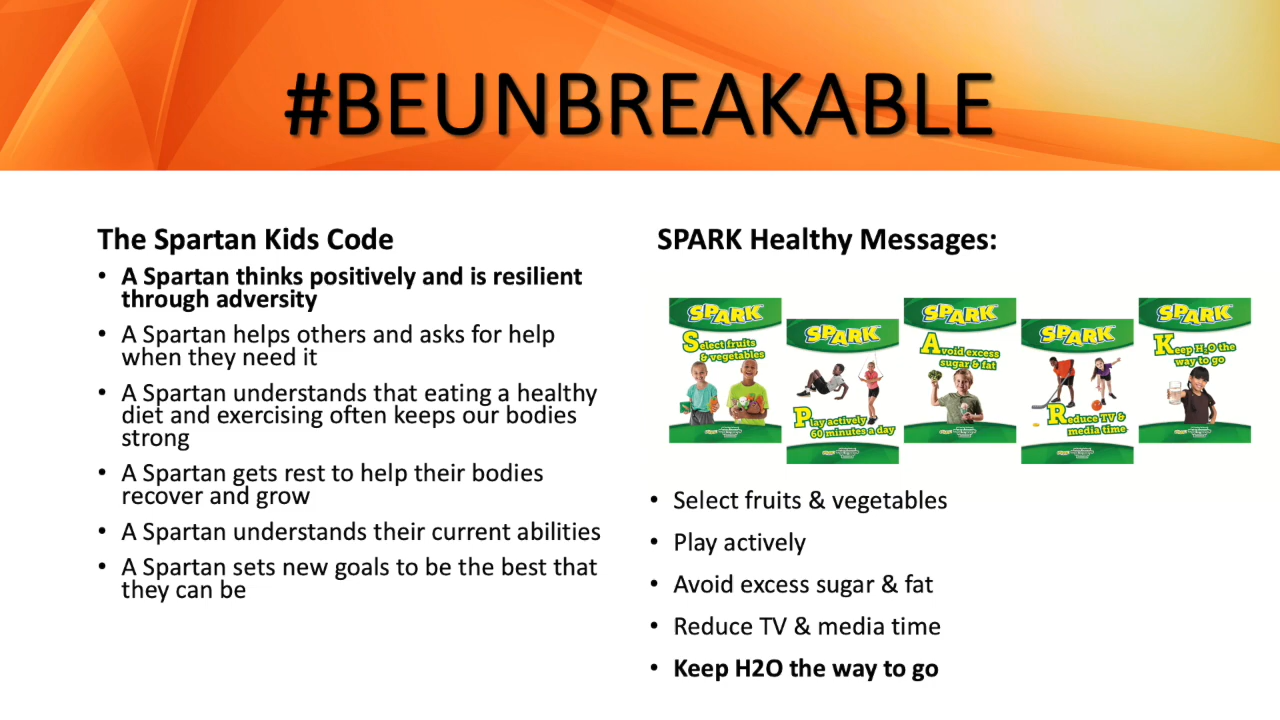 #BEUNBREAKABLE
The Spartan Kids Code
• A Spartan thinks positively and is resilient
through adversity
• A Spartan helps others and asks for help
when they need it
• A Spartan understands that eating a healthy
diet and exercising often keeps our bodies
strong
• A Spartan gets rest to help their bodies
recover and grow
• A Spartan understands their current abilities
• A Spartan sets new goals to be the best that
they can be
SPARK Healthy Messages:
SPARK
Select fruits
& vegetables
SPARK
Play actively
60 minutes a day
SPARK
Avoid excess
sugar & fat
SPARK
Reduce TV &
media time
SPARK
Keep H2O the
way to go
• Select fruits & vegetables
• Play actively
• Avoid excess sugar & fat
• Reduce TV & media time
• Keep H2O the way to go